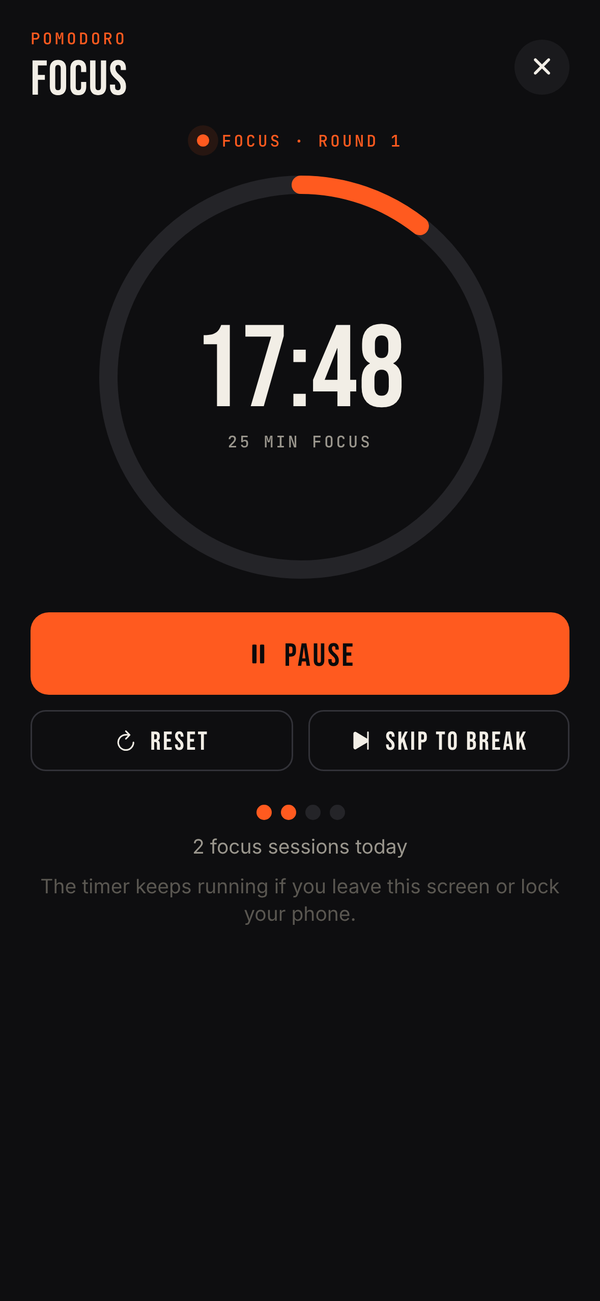 POMODORO
FOCUS
FOCUS · ROUND 1
17:48
25 MIN FOCUS
PAUSE
RESET
SKIP TO BREAK
2 focus sessions today
The timer keeps running if you leave this screen or lock
your phone.